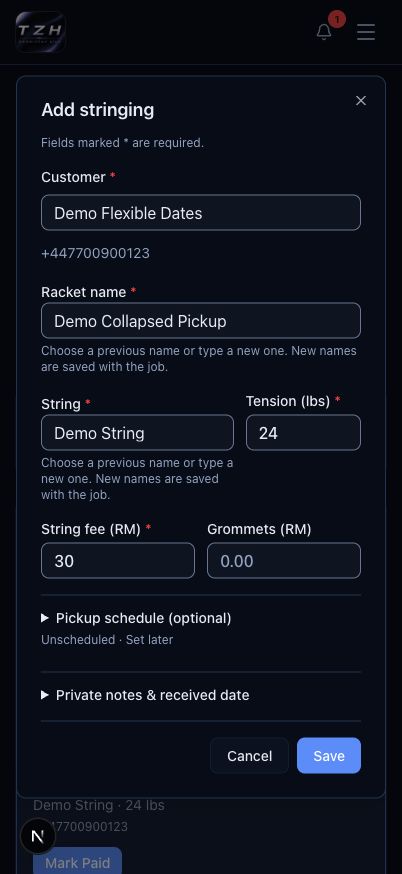 TZH
1
Add stringing
Fields marked * are required.
Customer *
Demo Flexible Dates
+447700900123
Racket name *
Demo Collapsed Pickup
Choose a previous name or type a new one. New names
are saved with the job.
String *
Tension (lbs) *
Demo String
24
Choose a previous name or type a
new one. New names are saved
with the job.
String fee (RM) *
Grommets (RM)
30
0.00
Pickup schedule (optional)
Unscheduled · Set later
Private notes & received date
Cancel
Save
Demo String · 24 lbs
7700900123
N
Mark Paid